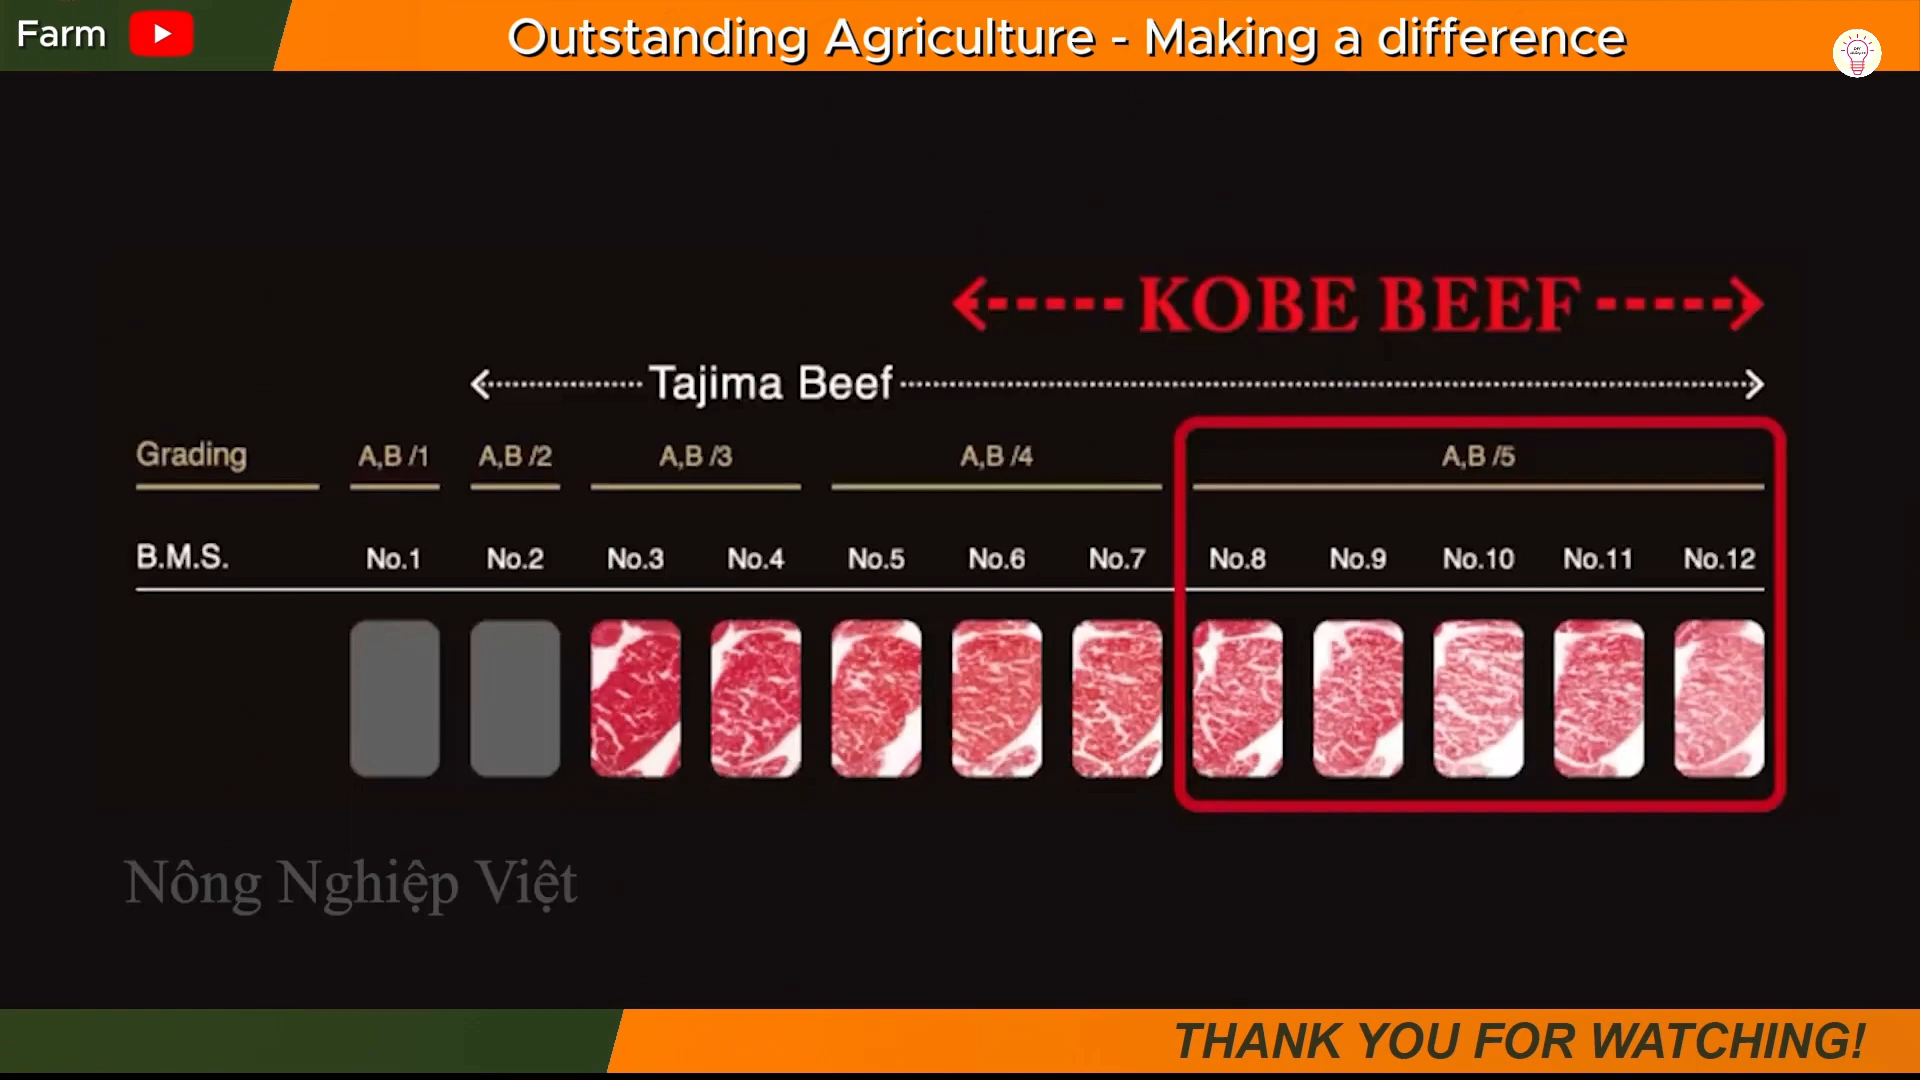 Farm
Outstanding Agriculture - Making a difference
KOBE BEEF
Tajima Beef
Grading A,B /1 A,B /2 A,B /3 A,B /4 A,B /5
B.M.S. No.1 No.2 No.3 No.4 No.5 No.6 No.7 No.8 No.9 No.10 No.11 No.12
Nông Nghiệp Việt
THANK YOU FOR WATCHING!